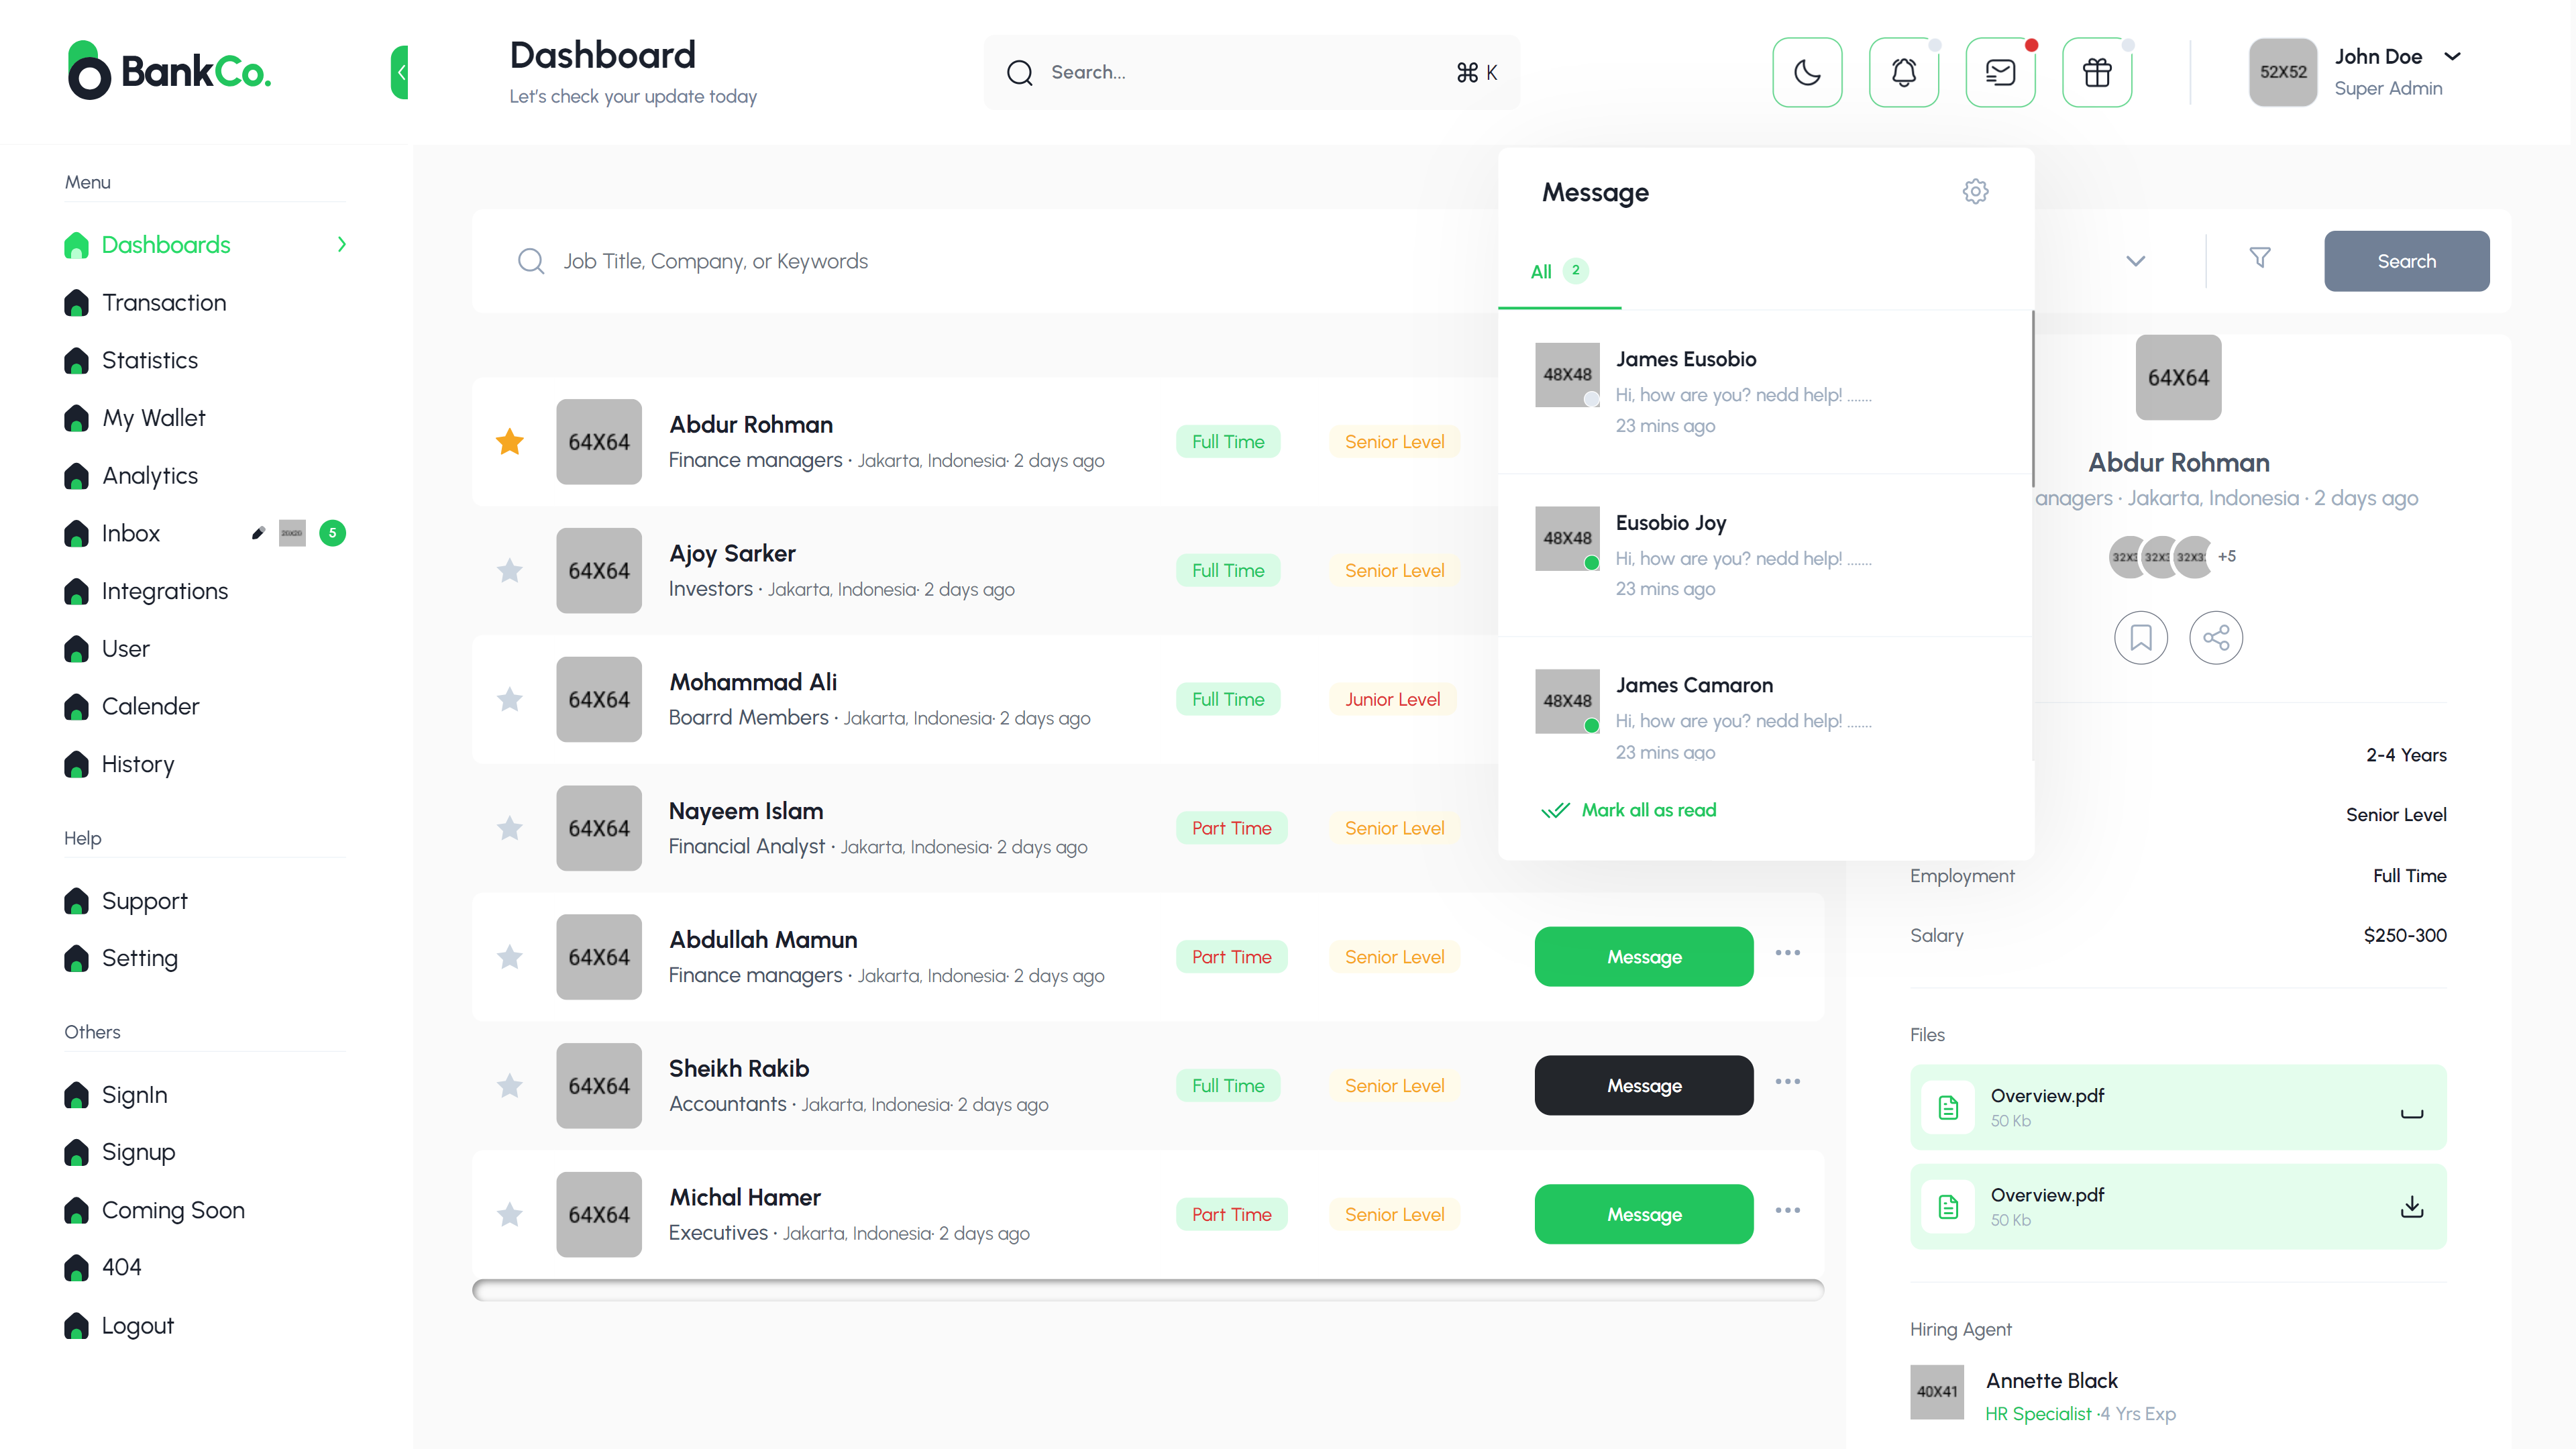 BankCo.
Dashboard
Let's check your update today
Search...
⌘ K
52X52
John Doe
Super Admin
Menu
Dashboards
Transaction
Statistics
My Wallet
Analytics
Inbox
5
Integrations
User
Calender
History
Help
Support
Setting
Others
SignIn
Signup
Coming Soon
404
Logout
Job Title, Company, or Keywords
Search
64X64
Abdur Rohman
Finance managers · Jakarta, Indonesia· 2 days ago
Full Time
Senior Level
64X64
Ajoy Sarker
Investors · Jakarta, Indonesia· 2 days ago
Full Time
Senior Level
64X64
Mohammad Ali
Boarrd Members · Jakarta, Indonesia· 2 days ago
Full Time
Junior Level
64X64
Nayeem Islam
Financial Analyst · Jakarta, Indonesia· 2 days ago
Part Time
Senior Level
64X64
Abdullah Mamun
Finance managers · Jakarta, Indonesia· 2 days ago
Part Time
Senior Level
Message
64X64
Sheikh Rakib
Accountants · Jakarta, Indonesia· 2 days ago
Full Time
Senior Level
Message
64X64
Michal Hamer
Executives · Jakarta, Indonesia· 2 days ago
Part Time
Senior Level
Message
Message
All 2
48X48
James Eusobio
Hi, how are you? nedd help! .......
23 mins ago
48X48
Eusobio Joy
Hi, how are you? nedd help! .......
23 mins ago
48X48
James Camaron
Hi, how are you? nedd help! .......
23 mins ago
Mark all as read
64X64
Abdur Rohman
anagers · Jakarta, Indonesia · 2 days ago
32X3
32X3
32X3
+5
2-4 Years
Senior Level
Employment
Full Time
Salary
$250-300
Files
Overview.pdf
50 Kb
Overview.pdf
50 Kb
Hiring Agent
40X41
Annette Black
HR Specialist ·4 Yrs Exp